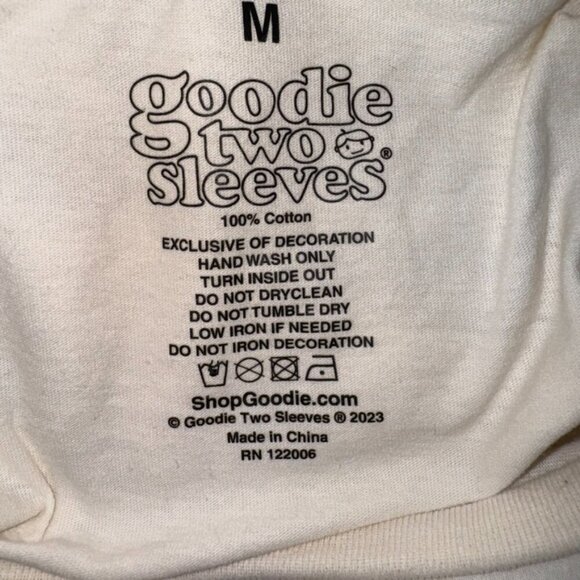 M
goodie
two
sleeves®
100% Cotton
EXCLUSIVE OF DECORATION
HAND WASH ONLY
TURN INSIDE OUT
DO NOT DRYCLEAN
DO NOT TUMBLE DRY
LOW IRON IF NEEDED
DO NOT IRON DECORATION
ShopGoodie.com
© Goodie Two Sleeves ® 2023
Made in China
RN 122006